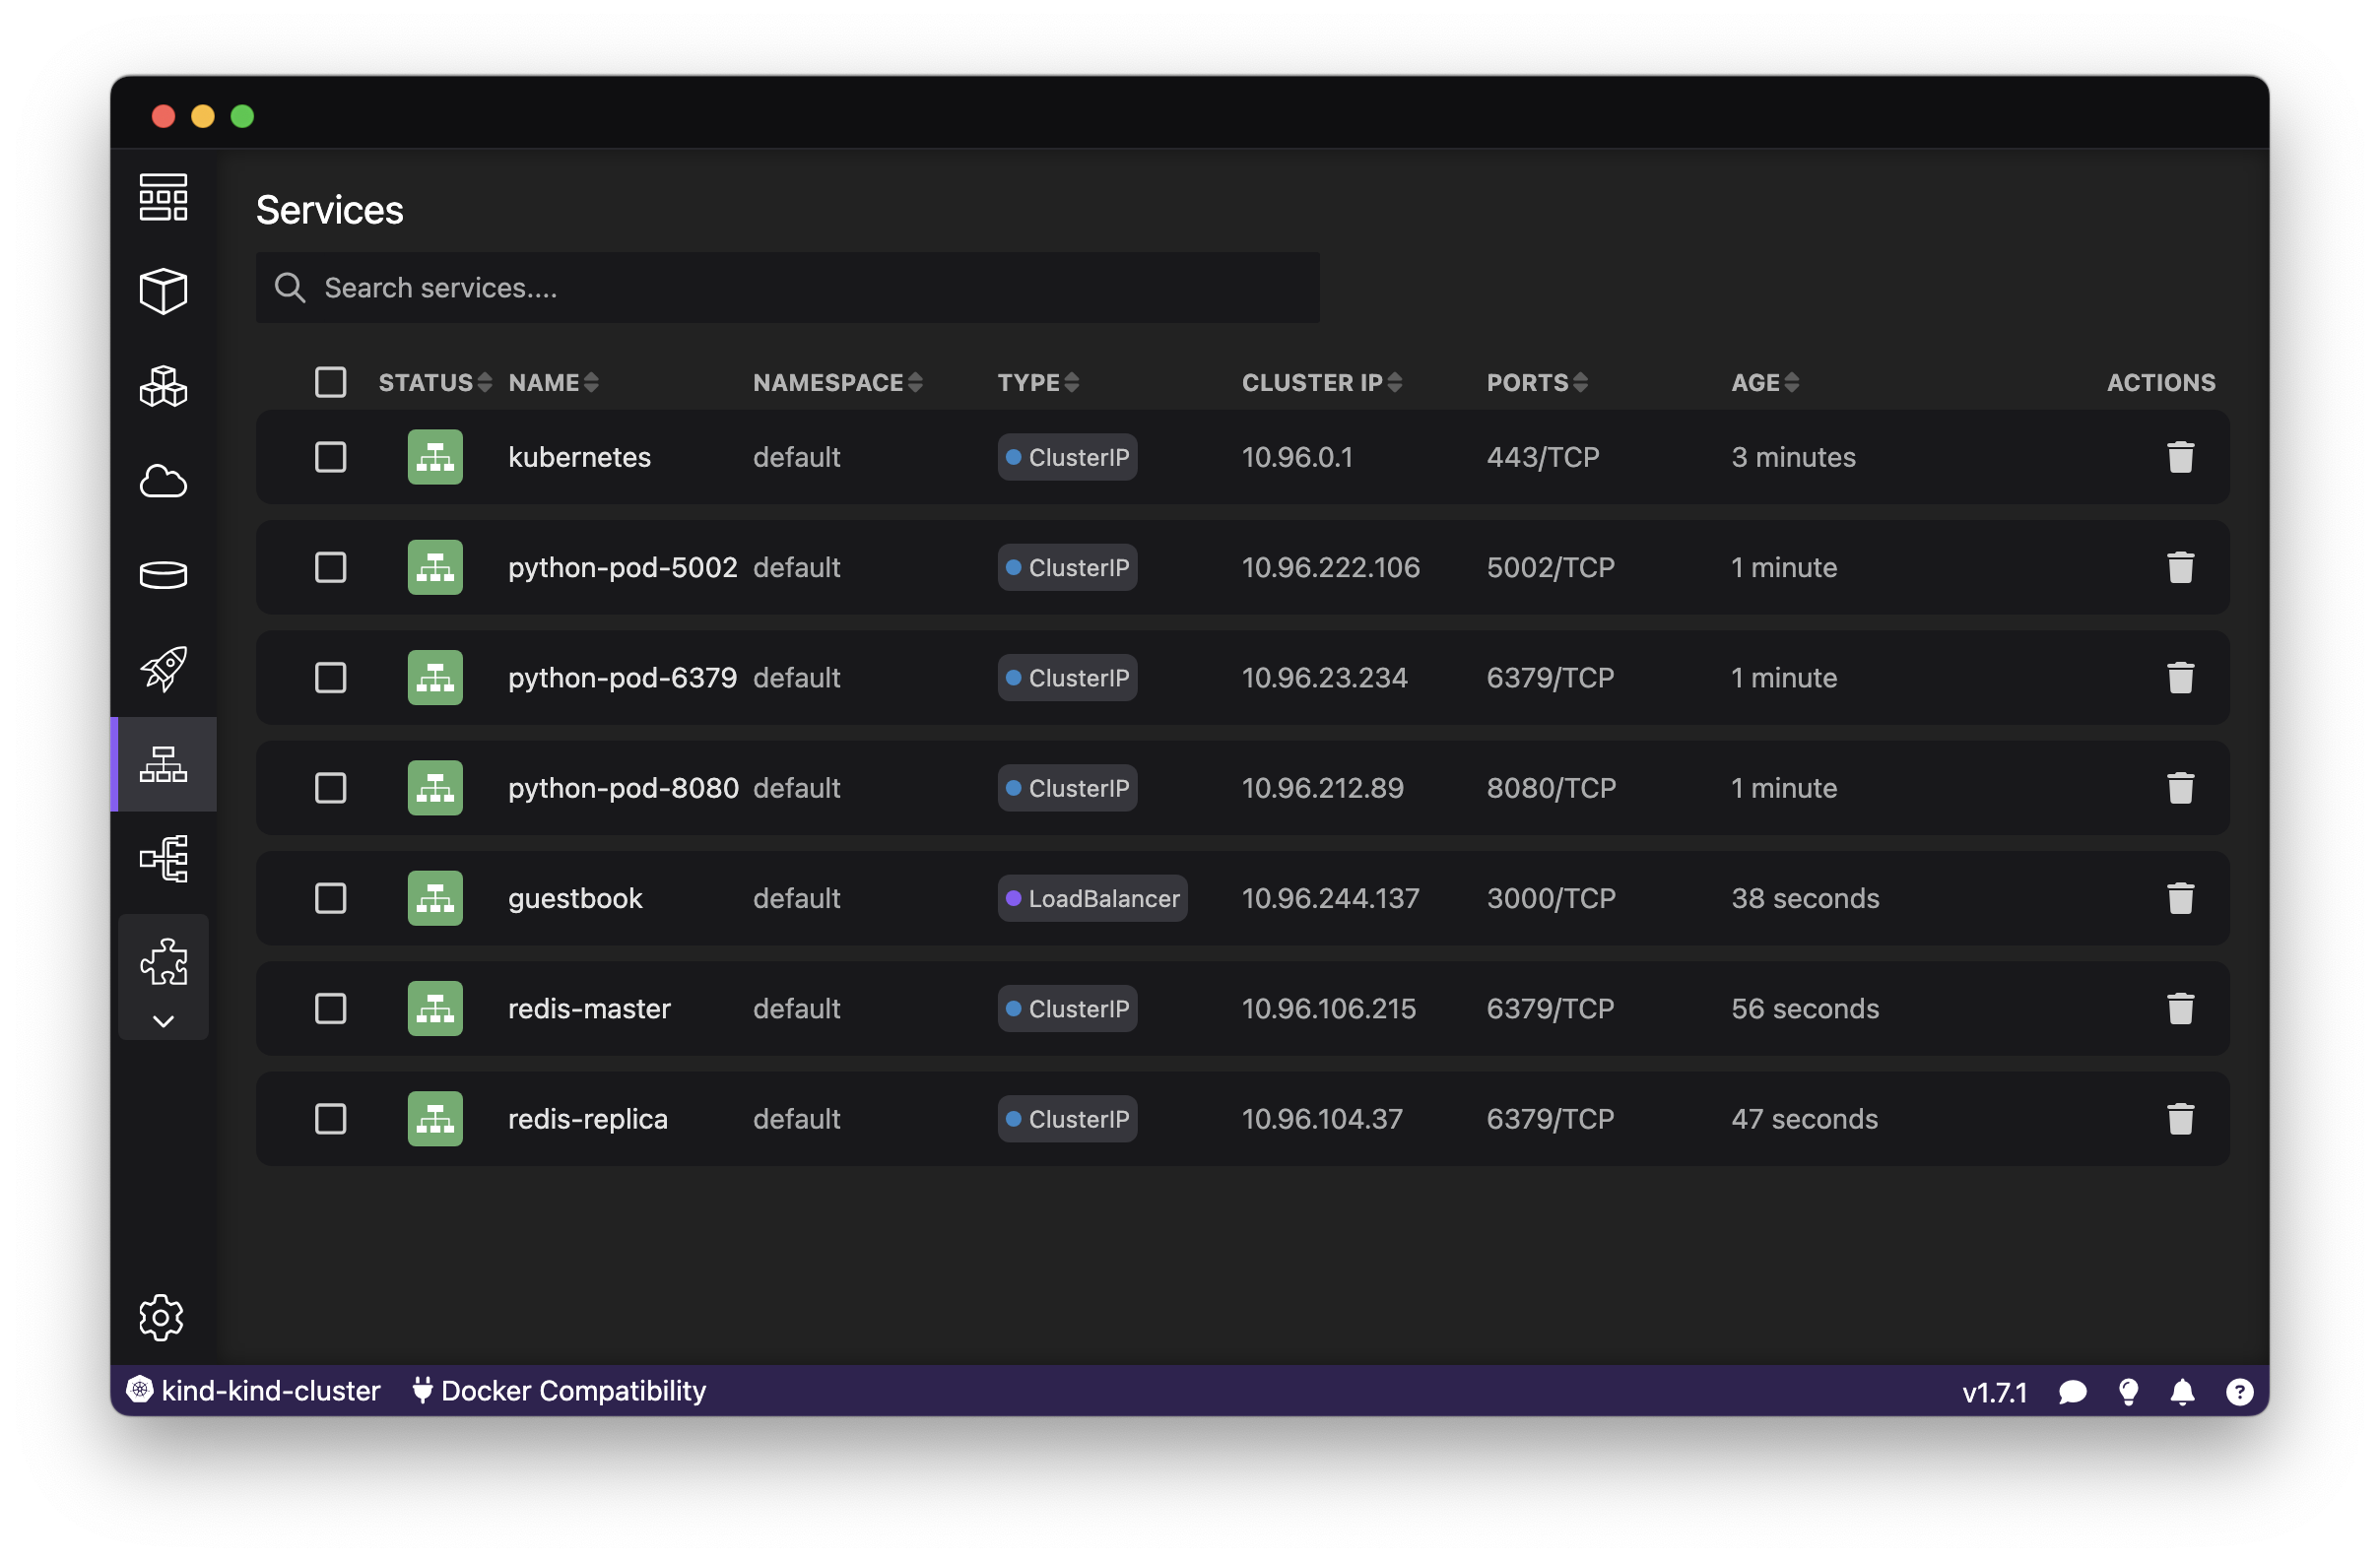 Services
Search services....
STATUS NAME NAMESPACE TYPE CLUSTER IP PORTS AGE ACTIONS
kubernetes default ClusterIP 10.96.0.1 443/TCP 3 minutes
python-pod-5002 default ClusterIP 10.96.222.106 5002/TCP 1 minute
python-pod-6379 default ClusterIP 10.96.23.234 6379/TCP 1 minute
python-pod-8080 default ClusterIP 10.96.212.89 8080/TCP 1 minute
guestbook default LoadBalancer 10.96.244.137 3000/TCP 38 seconds
redis-master default ClusterIP 10.96.106.215 6379/TCP 56 seconds
redis-replica default ClusterIP 10.96.104.37 6379/TCP 47 seconds
kind-kind-cluster Docker Compatibility v1.7.1 ?